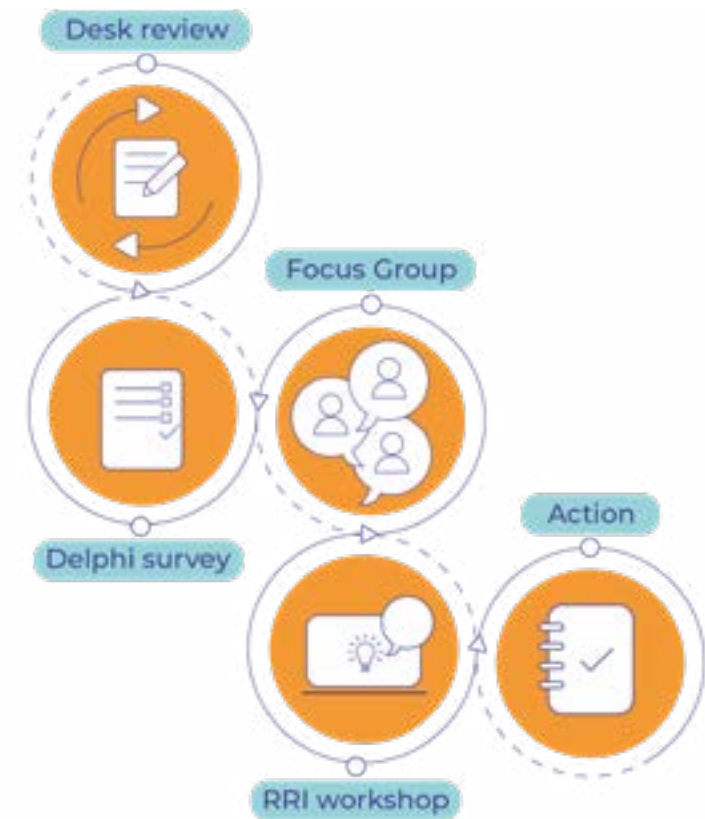 Desk review
Focus Group
Delphi survey
Action
RRI workshop